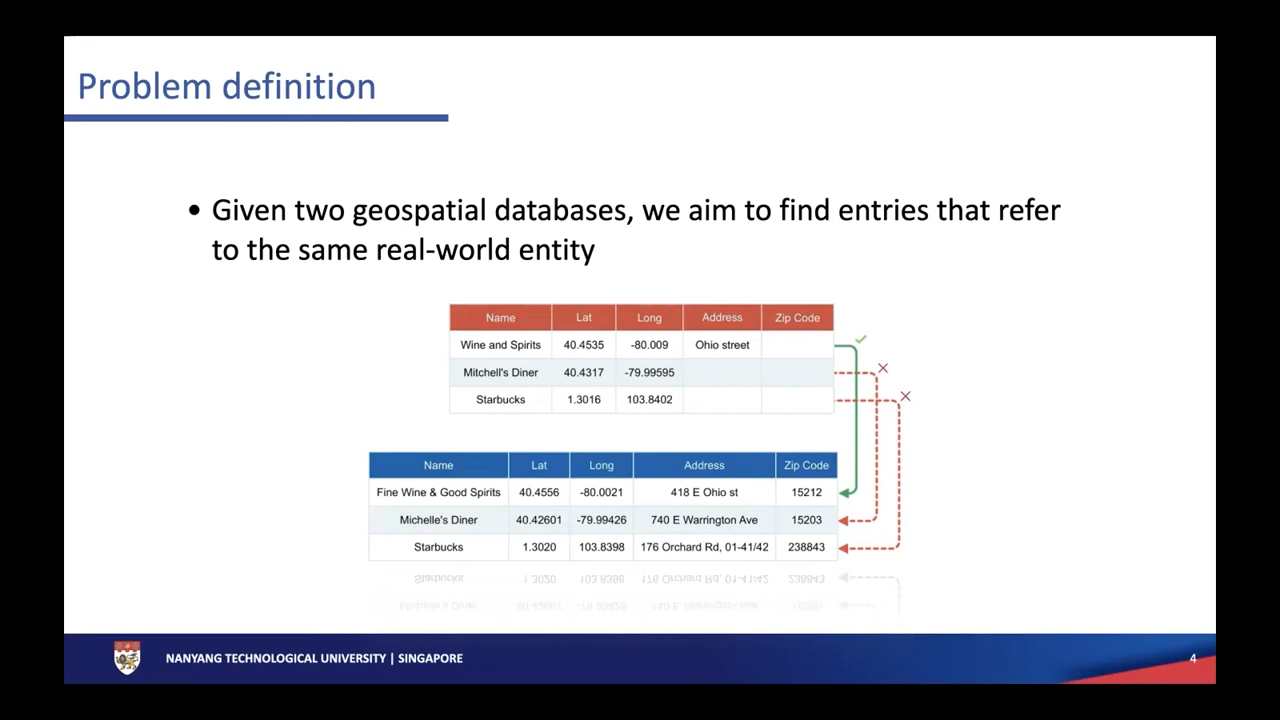 Problem definition
• Given two geospatial databases, we aim to find entries that refer
to the same real-world entity
Name Lat Long Address Zip Code
Wine and Spirits 40.4535 -80.009 Ohio street
Mitchell's Diner 40.4317 -79.99595
Starbucks 1.3016 103.8402
Name Lat Long Address Zip Code
Fine Wine & Good Spirits 40.4556 -80.0021 418 E Ohio st 15212
Michelle's Diner 40.42601 -79.99426 740 E Warrington Ave 15203
Starbucks 1.3020 103.8398 176 Orchard Rd, 01-41/42 238843
NANYANG TECHNOLOGICAL UNIVERSITY | SINGAPORE
4